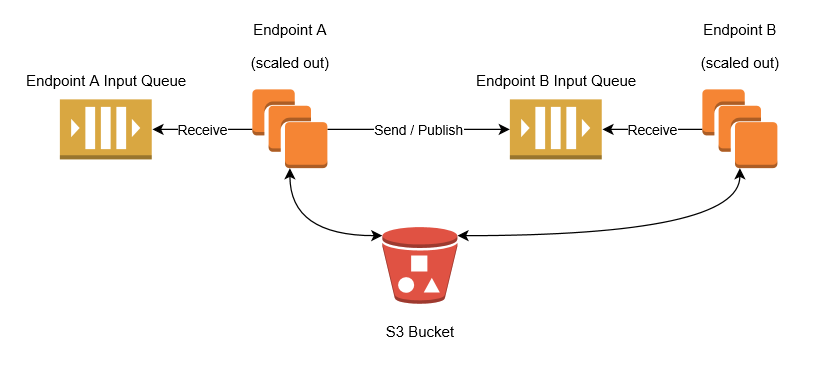 Endpoint A
(scaled out)
Endpoint B
(scaled out)
Endpoint A Input Queue
Endpoint B Input Queue
Receive
Send / Publish
Receive
S3 Bucket